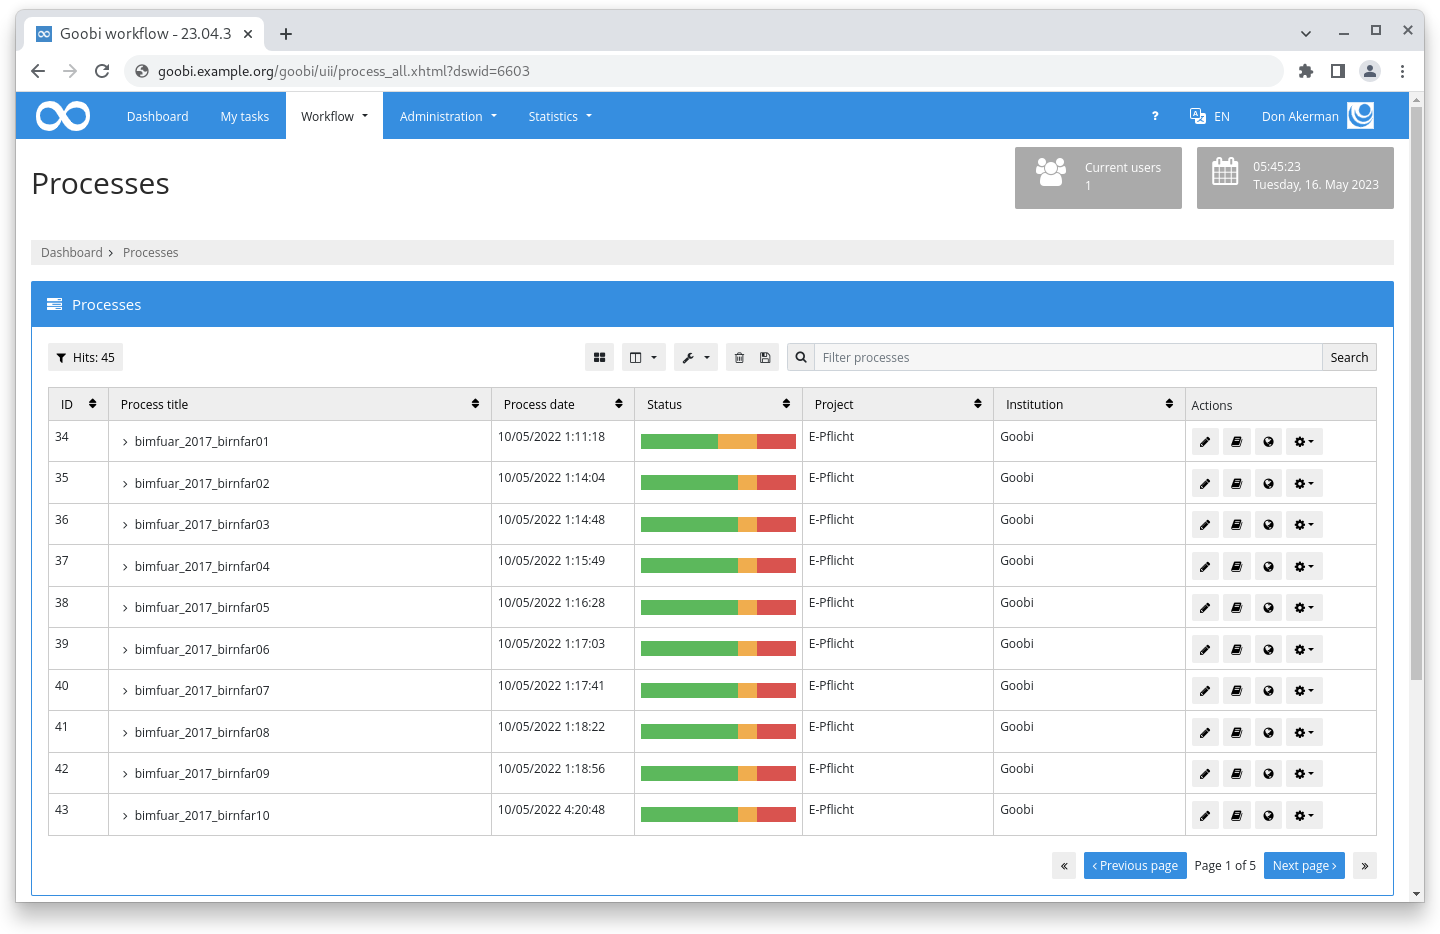 Goobi workflow - 23.04.3
goobi.example.org/goobi/uii/process_all.xhtml?dswid=6603
Dashboard My tasks Workflow Administration Statistics ? EN Don Akerman
Processes
Current users
1
05:45:23
Tuesday, 16. May 2023
Dashboard > Processes
Processes
Hits: 45 Filter processes Search
ID Process title Process date Status Project Institution Actions
34 > bimfuar_2017_birnfar01 10/05/2022 1:11:18 E-Pflicht Goobi
35 > bimfuar_2017_birnfar02 10/05/2022 1:14:04 E-Pflicht Goobi
36 > bimfuar_2017_birnfar03 10/05/2022 1:14:48 E-Pflicht Goobi
37 > bimfuar_2017_birnfar04 10/05/2022 1:15:49 E-Pflicht Goobi
38 > bimfuar_2017_birnfar05 10/05/2022 1:16:28 E-Pflicht Goobi
39 > bimfuar_2017_birnfar06 10/05/2022 1:17:03 E-Pflicht Goobi
40 > bimfuar_2017_birnfar07 10/05/2022 1:17:41 E-Pflicht Goobi
41 > bimfuar_2017_birnfar08 10/05/2022 1:18:22 E-Pflicht Goobi
42 > bimfuar_2017_birnfar09 10/05/2022 1:18:56 E-Pflicht Goobi
43 > bimfuar_2017_birnfar10 10/05/2022 4:20:48 E-Pflicht Goobi
« ‹ Previous page Page 1 of 5 Next page › »